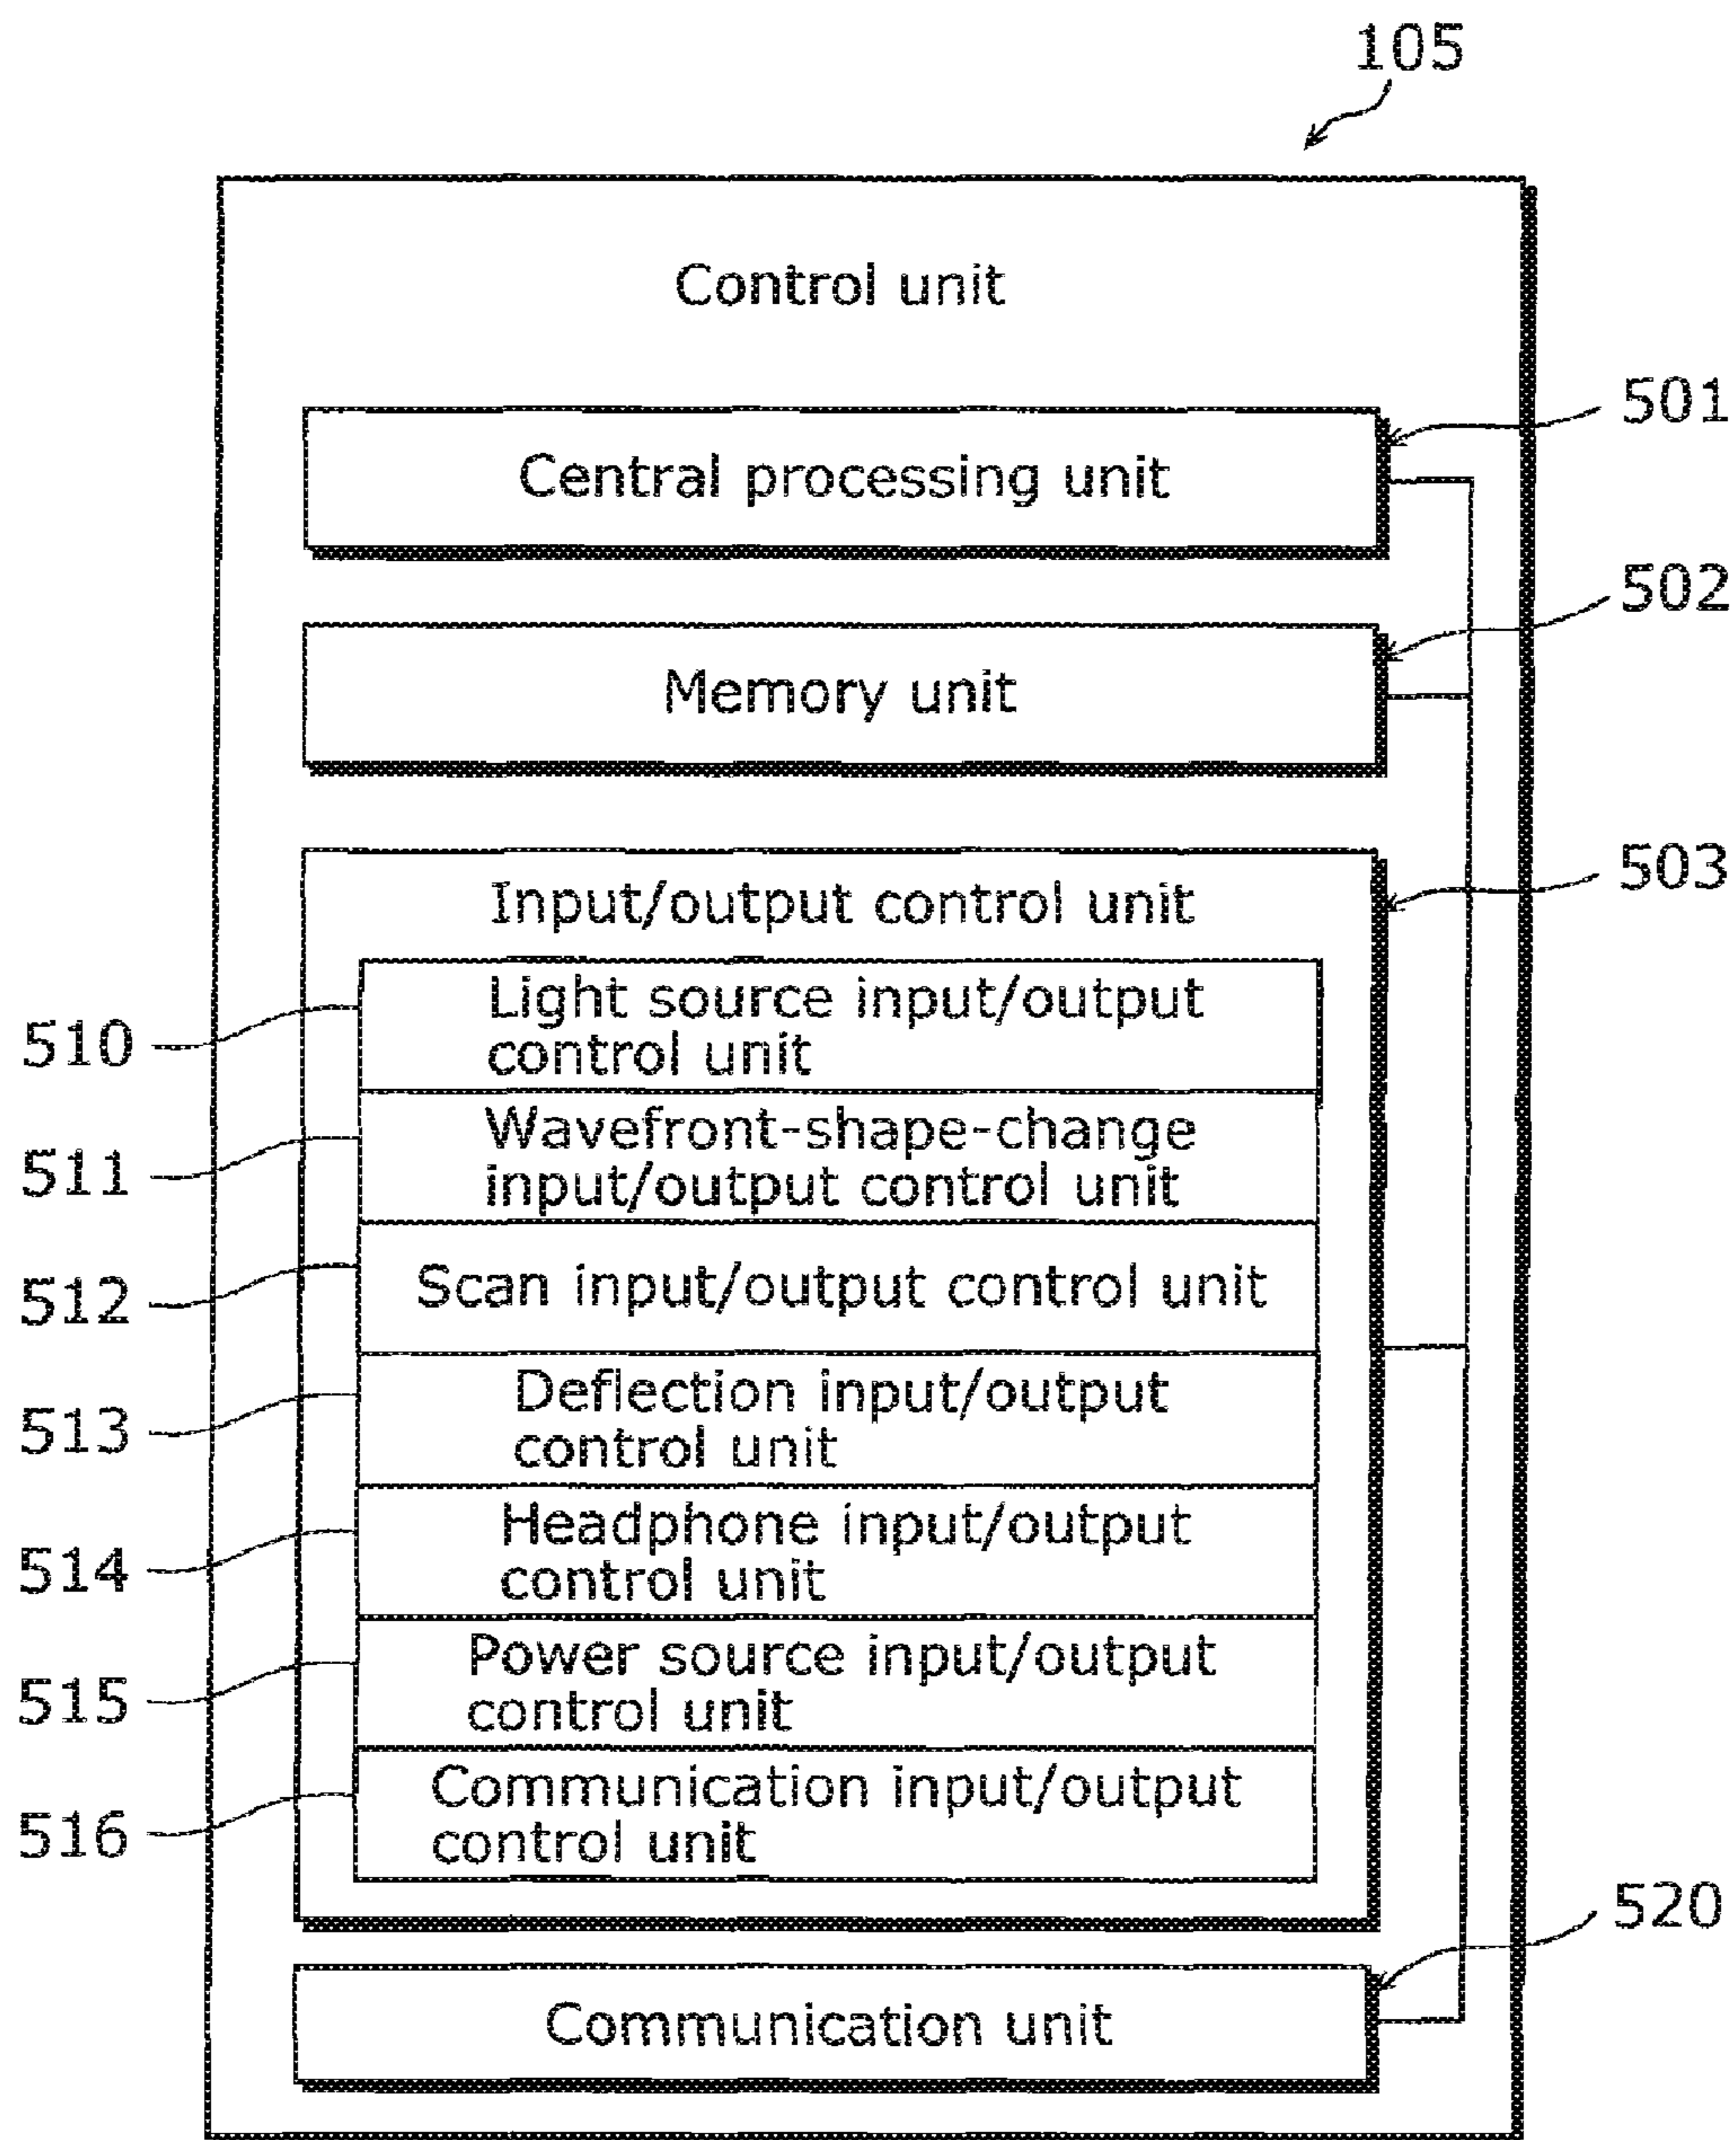 105
Control unit
501
Central processing unit
502
Memory unit
503
Input/output control unit
510
Light source input/output
control unit
511
Wavefront-shape-change
input/output control unit
512
Scan input/output control unit
513
Deflection input/output
control unit
514
Headphone input/output
control unit
515
Power source input/output
control unit
516
Communication input/output
control unit
520
Communication unit